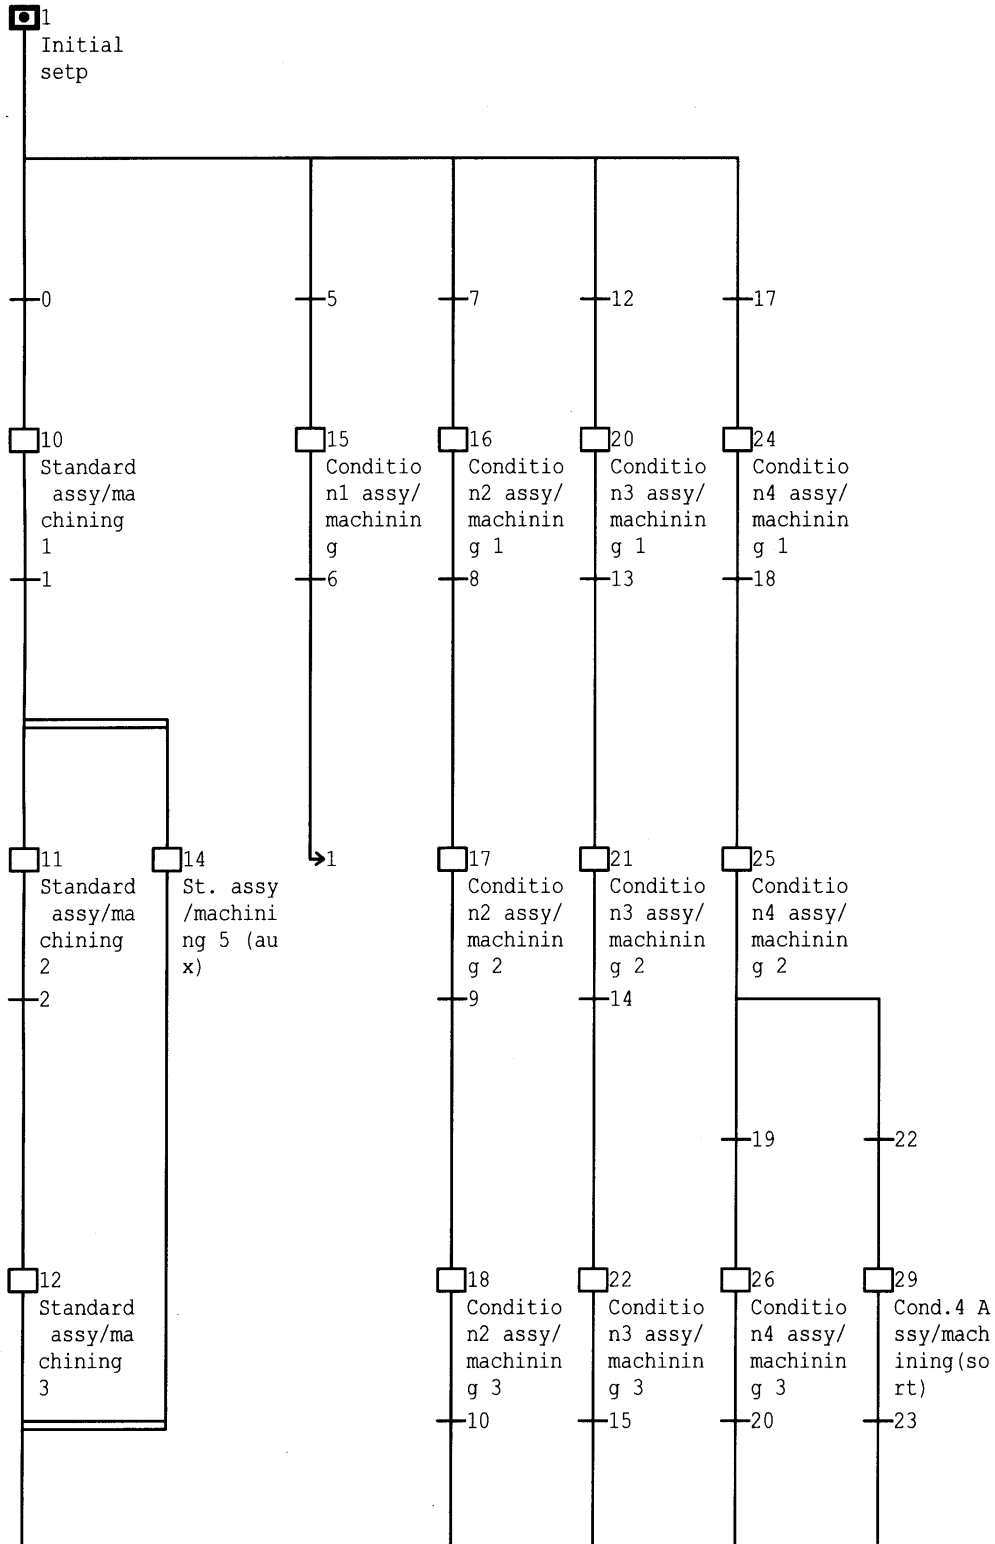 1
Initial
setp
0
5
7
12
17
10
Standard
assy/ma
chining
1
15
Conditio
n1 assy/
machinin
g
16
Conditio
n2 assy/
machinin
g 1
20
Conditio
n3 assy/
machinin
g 1
24
Conditio
n4 assy/
machinin
g 1
1
6
8
13
18
11
Standard
assy/ma
chining
2
14
St. assy
/machini
ng 5 (au
x)
1
17
Conditio
n2 assy/
machinin
g 2
21
Conditio
n3 assy/
machinin
g 2
25
Conditio
n4 assy/
machinin
g 2
2
9
14
19
22
12
Standard
assy/ma
chining
3
18
Conditio
n2 assy/
machinin
g 3
22
Conditio
n3 assy/
machinin
g 3
26
Conditio
n4 assy/
machinin
g 3
29
Cond.4 A
ssy/mach
ining(so
rt)
10
15
20
23